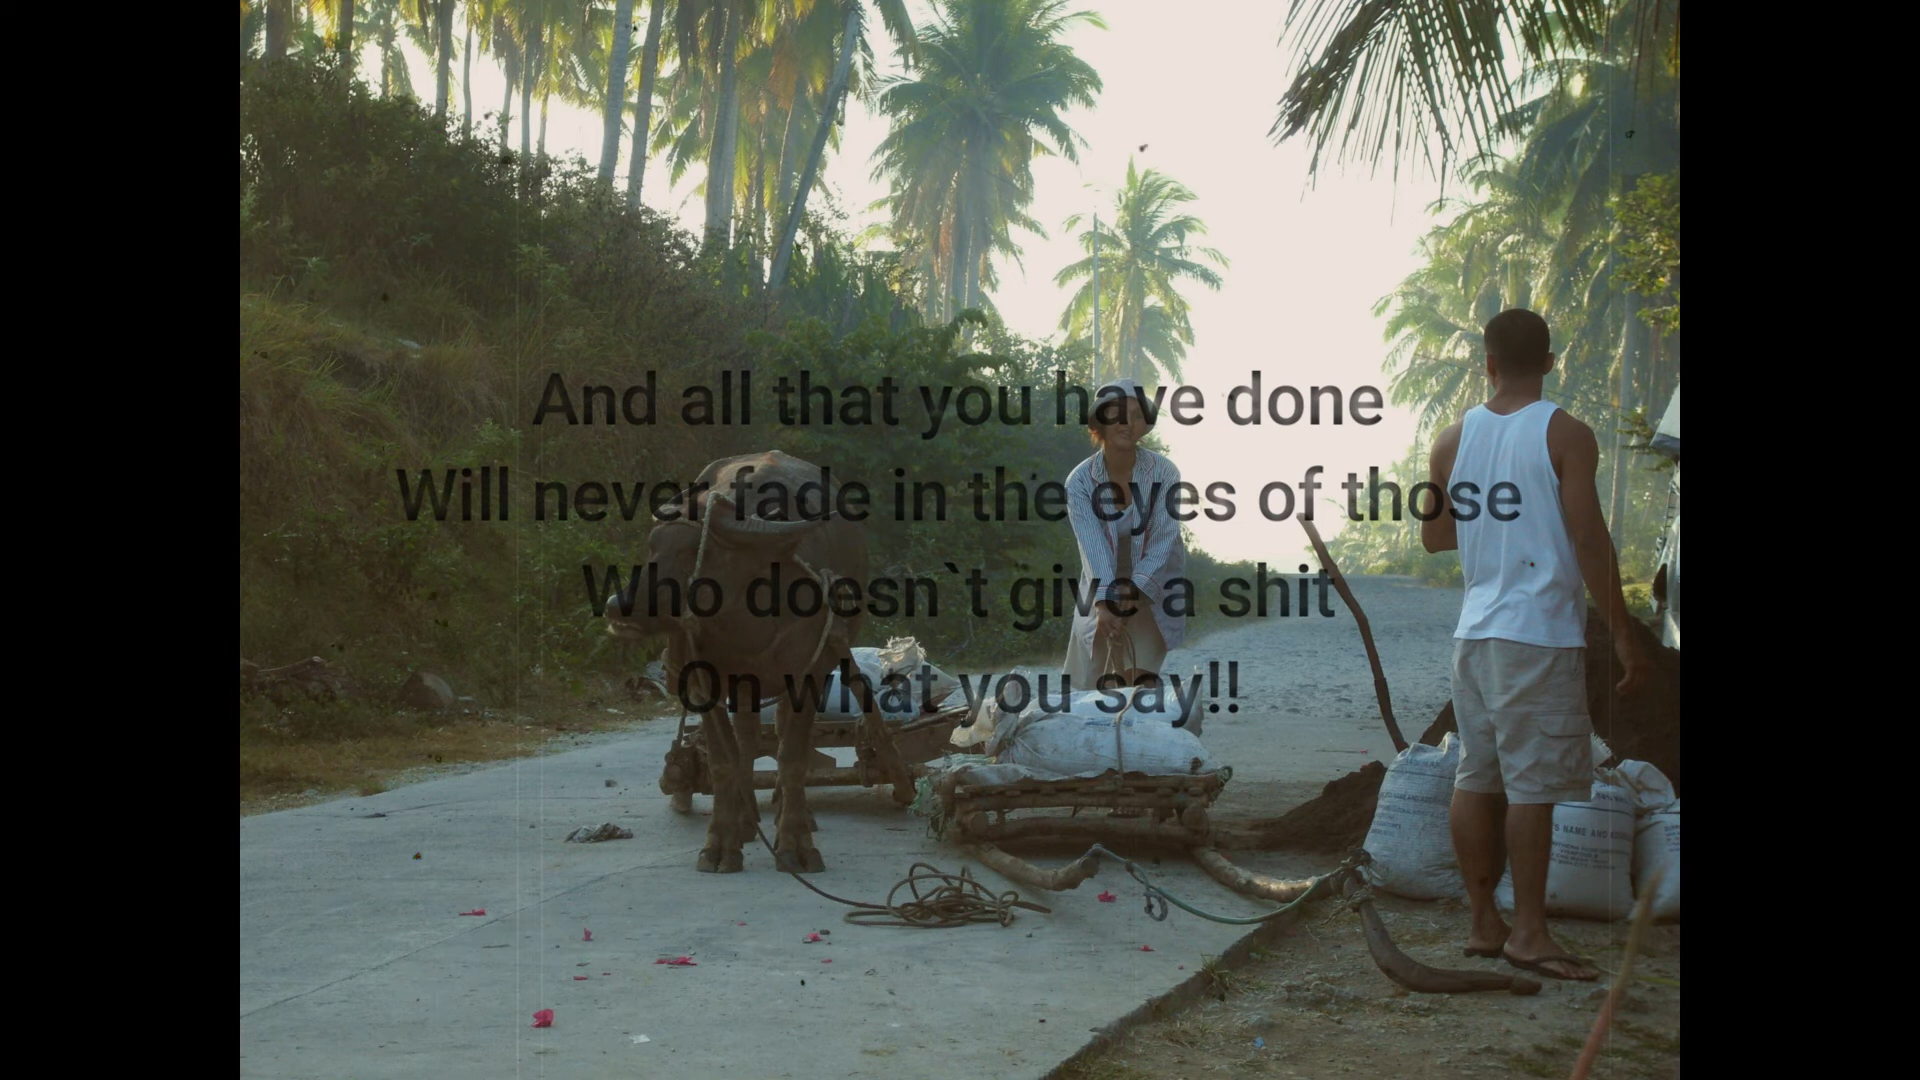 And all that you have done
Will never fade in the eyes of those
Who doesn`t give a shit
On what you say!!